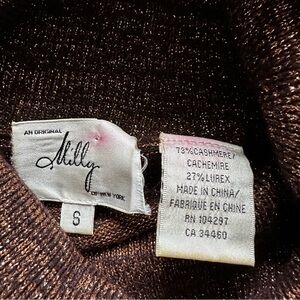 AN ORIGINAL
Milly
OF NEW YORK
S
73%CASHMERE/
CACHEMIRE
27%LUREX
MADE IN CHINA/
FABRIQUÉ EN CHINE
RN 104297
CA 34460